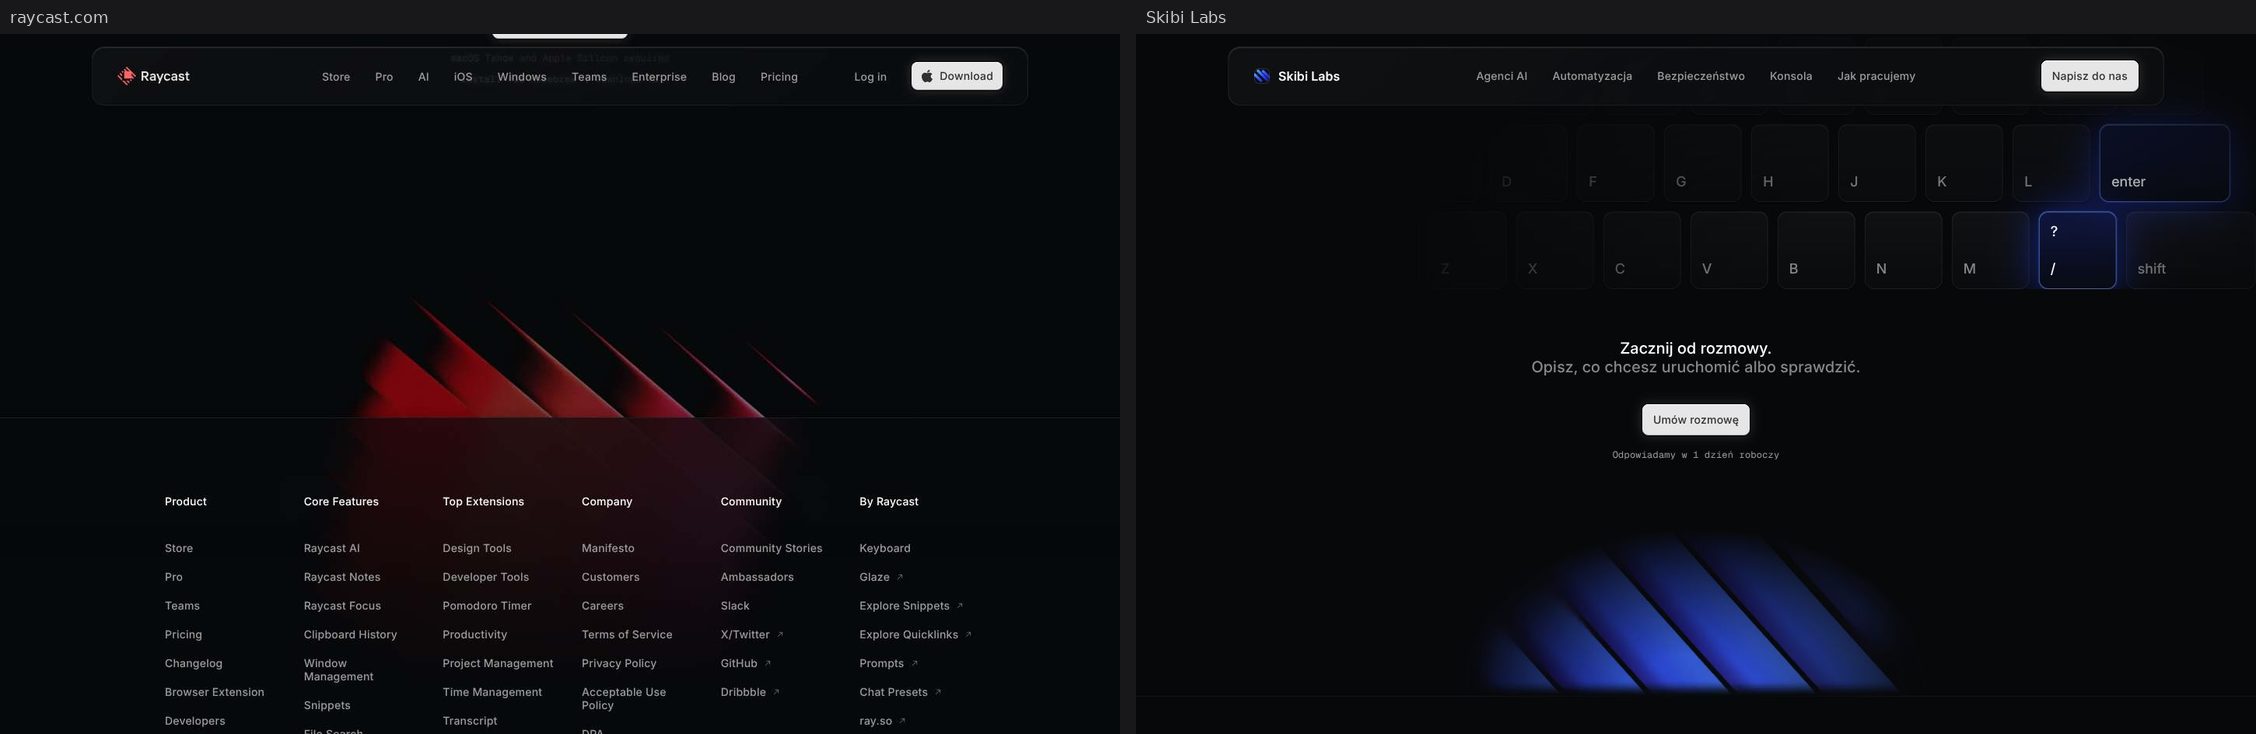 raycast.com
Raycast
Store Pro AI iOS Windows Teams Enterprise Blog Pricing Log in Download
Product Core Features Top Extensions Company Community By Raycast
Store Raycast AI Design Tools Manifesto Community Stories Keyboard
Pro Raycast Notes Developer Tools Customers Ambassadors Glaze ↗
Teams Raycast Focus Pomodoro Timer Careers Slack Explore Snippets ↗
Pricing Clipboard History Productivity Terms of Service X/Twitter ↗ Explore Quicklinks ↗
Changelog Window Management Project Management Privacy Policy GitHub ↗ Prompts ↗
Browser Extension Snippets Time Management Acceptable Use Policy Dribbble ↗ Chat Presets ↗
Developers File Search Transcript DPA ray.so ↗
Skibi Labs
Skibi Labs
Agenci AI Automatyzacja Bezpieczeństwo Konsola Jak pracujemy Napisz do nas
D F G H J K L enter
Z X C V B N M ? / shift
Zacznij od rozmowy.
Opisz, co chcesz uruchomić albo sprawdzić.
Umów rozmowę
Odpowiadamy w 1 dzień roboczy